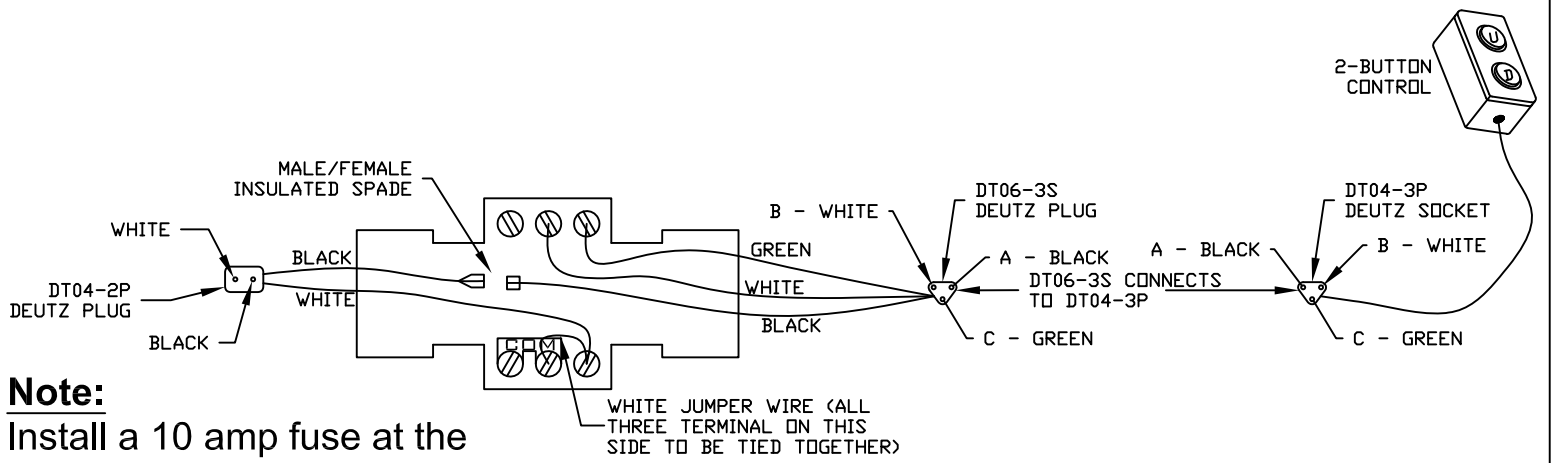 2-BUTTON
CONTROL
U
D
MALE/FEMALE
INSULATED SPADE
WHITE
BLACK
WHITE
DT04-2P
DEUTZ PLUG
BLACK
COM
B - WHITE
DT06-3S
DEUTZ PLUG
GREEN
WHITE
BLACK
A - BLACK
DT06-3S CONNECTS
TO DT04-3P
C - GREEN
A - BLACK
DT04-3P
DEUTZ SOCKET
B - WHITE
C - GREEN
WHITE JUMPER WIRE (ALL
THREE TERMINAL ON THIS
SIDE TO BE TIED TOGETHER)
Note:
Install a 10 amp fuse at the